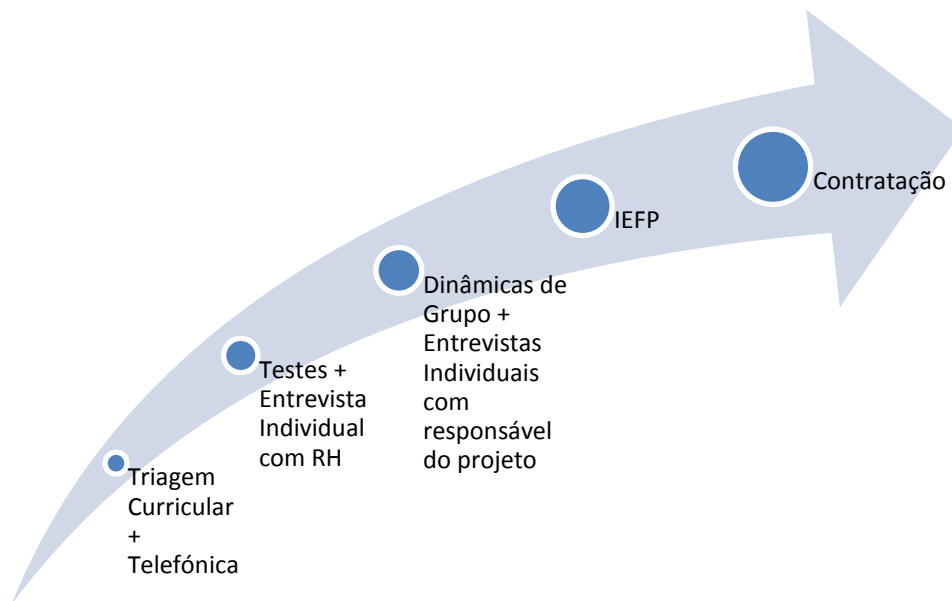 Triagem
Curricular
+
Telefónica
Testes +
Entrevista
Individual
com RH
Dinâmicas de
Grupo +
Entrevistas
Individuais
com
responsável
do projeto
IEFP
Contratação